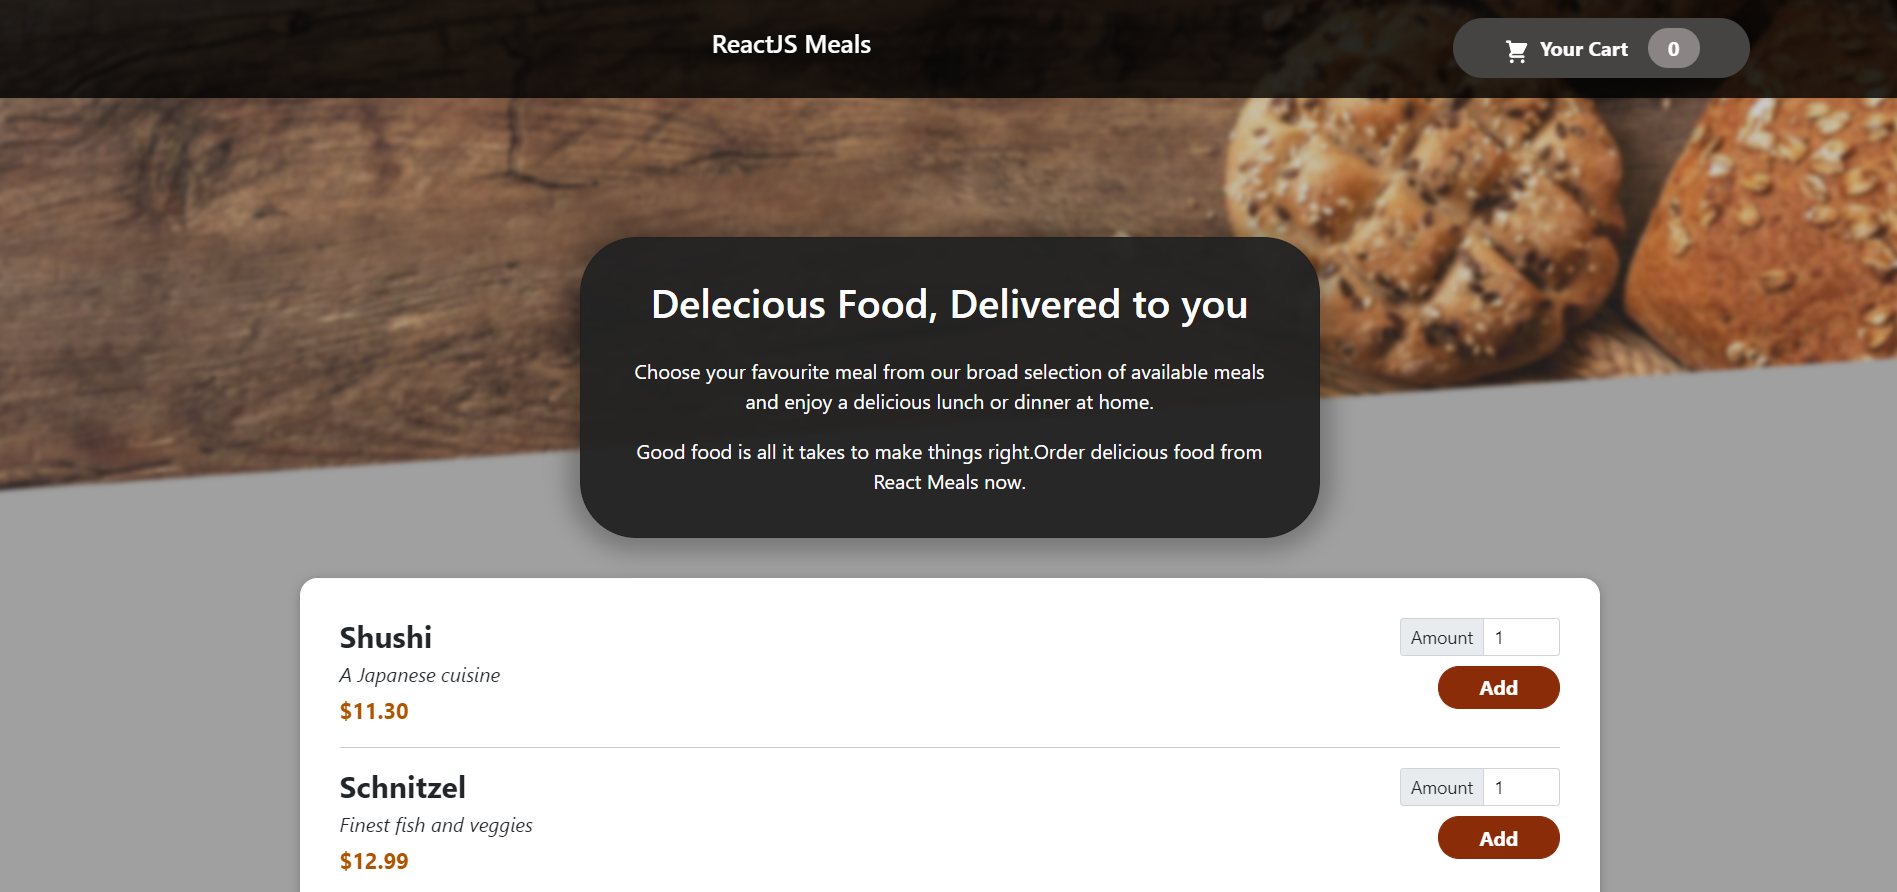 ReactJS Meals
Your Cart 0
Delecious Food, Delivered to you
Choose your favourite meal from our broad selection of available meals
and enjoy a delicious lunch or dinner at home.
Good food is all it takes to make things right.Order delicious food from
React Meals now.
Shushi
A Japanese cuisine
$11.30
Amount 1
Add
Schnitzel
Finest fish and veggies
$12.99
Amount 1
Add